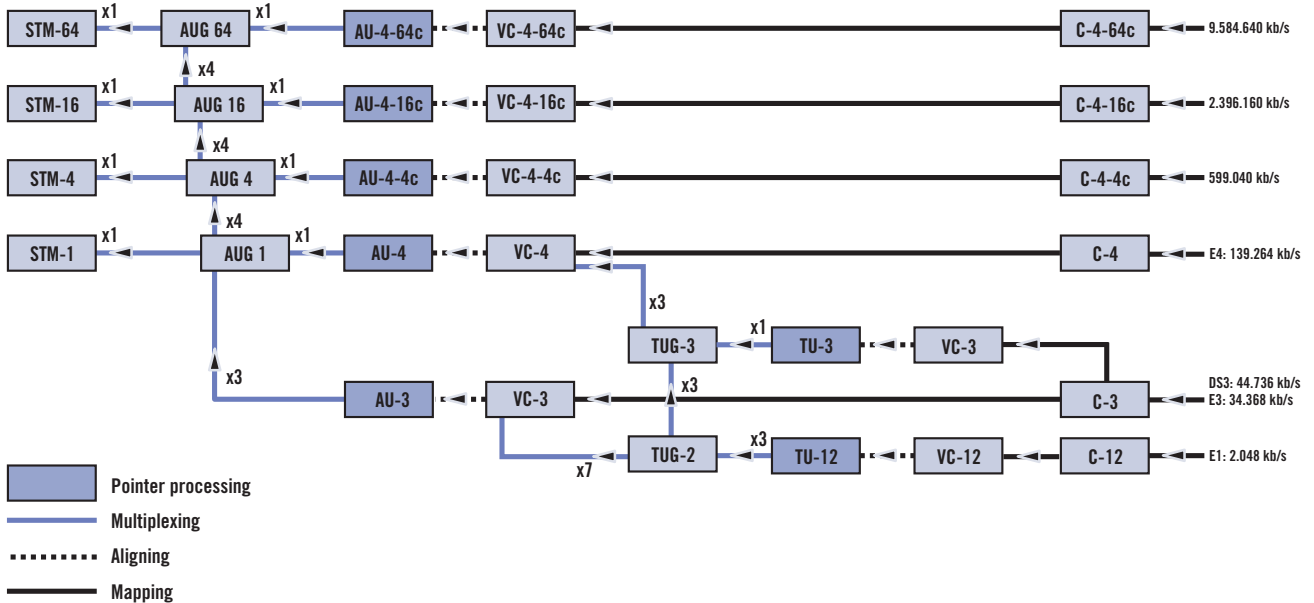 x1
x1
STM-64
AUG 64
AU-4-64c
VC-4-64c
C-4-64c
9.584.640 kb/s
x4
x1
x1
STM-16
AUG 16
AU-4-16c
VC-4-16c
C-4-16c
2.396.160 kb/s
x4
x1
x1
STM-4
AUG 4
AU-4-4c
VC-4-4c
C-4-4c
599.040 kb/s
x4
x1
x1
STM-1
AUG 1
AU-4
VC-4
C-4
E4: 139.264 kb/s
x3
x1
TUG-3
TU-3
VC-3
x3
x3
AU-3
VC-3
C-3
DS3: 44.736 kb/s
E3: 34.368 kb/s
x7
x3
TUG-2
TU-12
VC-12
C-12
E1: 2.048 kb/s
Pointer processing
Multiplexing
Aligning
Mapping